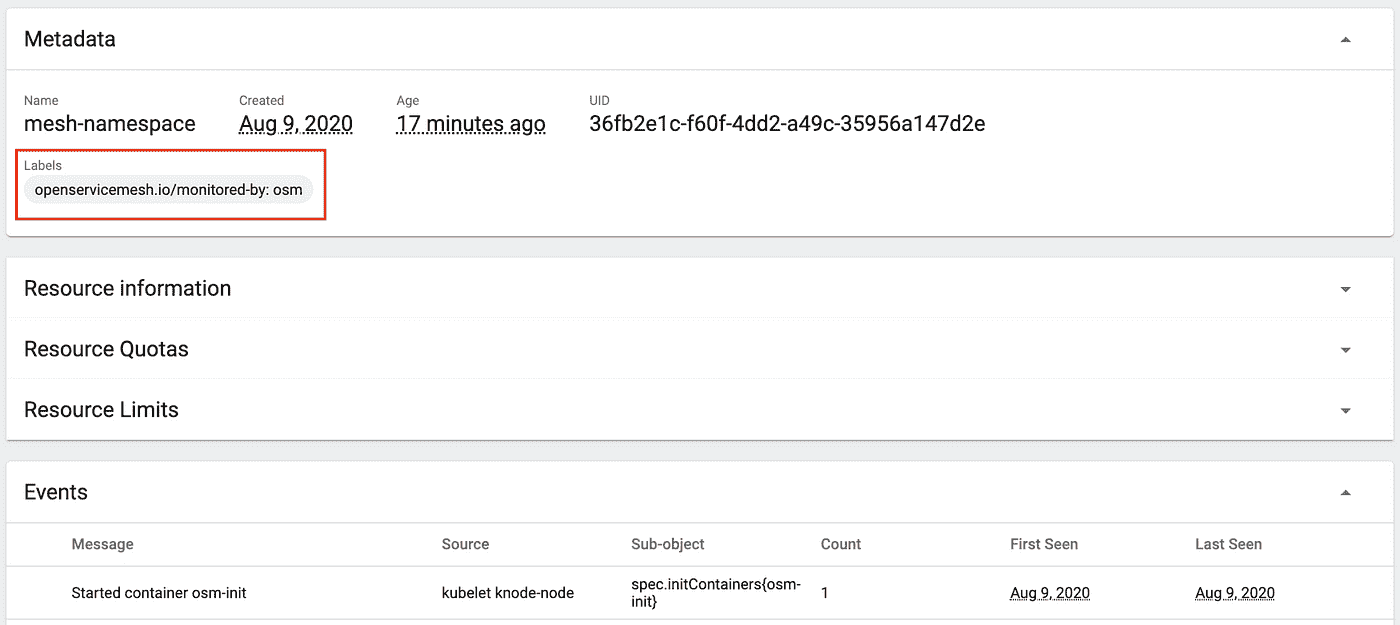 Metadata
Name Created Age UID
mesh-namespace Aug 9, 2020 17 minutes ago 36fb2e1c-f60f-4dd2-a49c-35956a147d2e
Labels
openservicemesh.io/monitored-by: osm
Resource information
Resource Quotas
Resource Limits
Events
Message Source Sub-object Count First Seen Last Seen
Started container osm-init kubelet knode-node spec.initContainers{osm-
init} 1 Aug 9, 2020 Aug 9, 2020